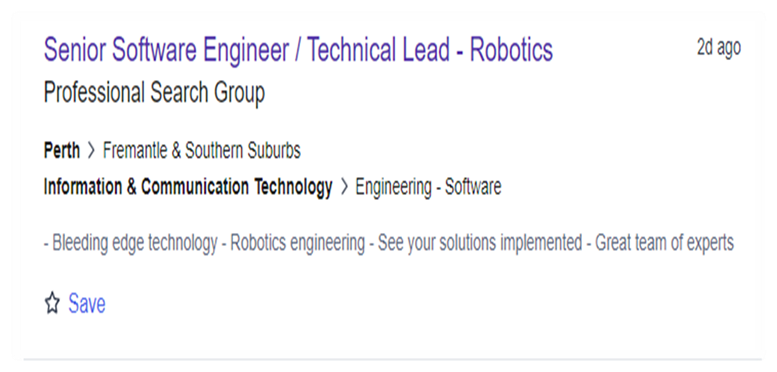 Senior Software Engineer / Technical Lead - Robotics
2d ago
Professional Search Group
Perth > Fremantle & Southern Suburbs
Information & Communication Technology > Engineering - Software
- Bleeding edge technology - Robotics engineering - See your solutions implemented - Great team of experts
☆ Save